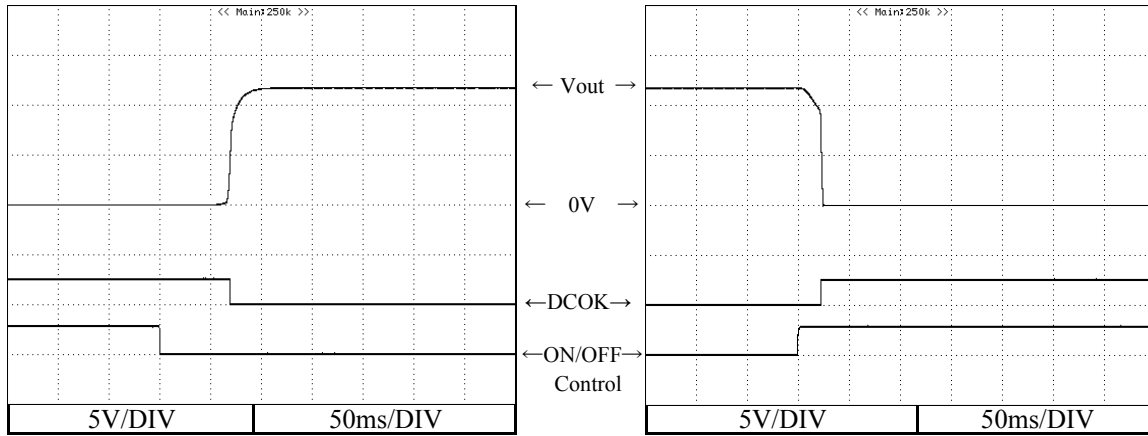 << Main:250k >>
<< Main:250k >>
← Vout →
← 0V →
←DCOK→
←ON/OFF→
Control
5V/DIV 50ms/DIV
5V/DIV 50ms/DIV